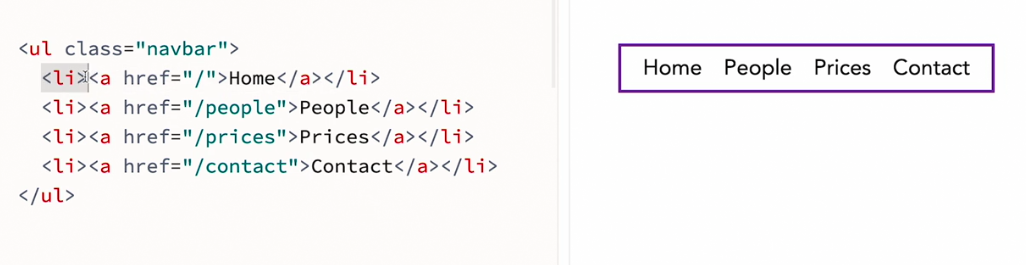 <ul class="navbar">
<li><a href="/">Home</a></li>
<li><a href="/people">People</a></li>
<li><a href="/prices">Prices</a></li>
<li><a href="/contact">Contact</a></li>
</ul>
Home People Prices Contact